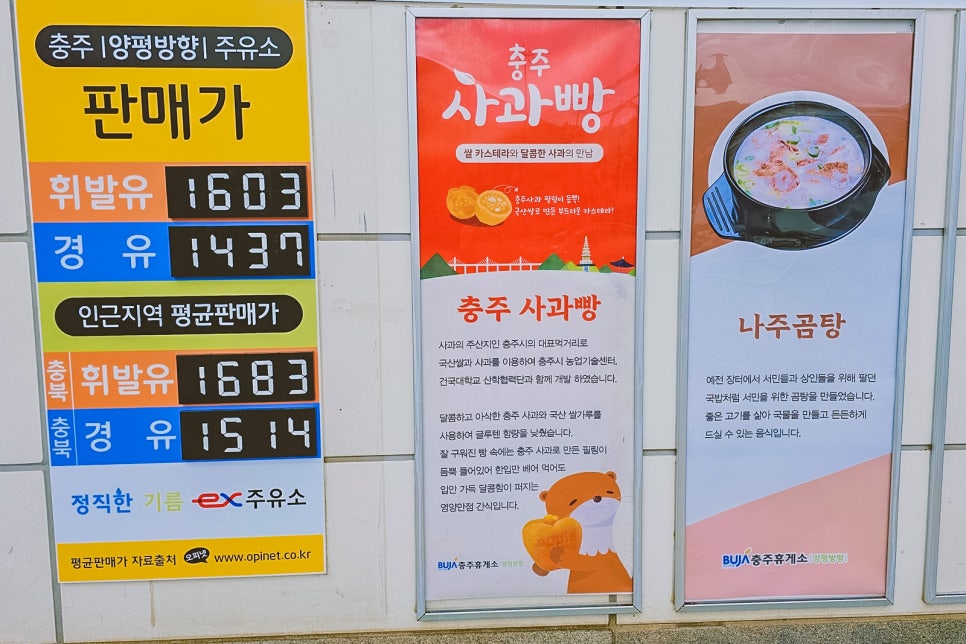 충주 |양평방향| 주유소
판매가
휘발유 1603
경 유 1437
인근지역 평균판매가
충북 휘발유 1683
충북 경 유 1514
정직한 기름 ex주유소
평균판매가 자료출처 오피넷 www.opinet.co.kr
충주
사과빵
쌀 카스테라와 달콤한 사과의 만남
충주사과 필링이 듬뿍!
국산쌀로 만든 부드러운 카스테라!
충주 사과빵
사과의 주산지인 충주시의 대표먹거리로
국산쌀과 사과를 이용하여 충주시 농업기술센터,
건국대학교 산학협력단과 함께 개발 하였습니다.
달콤하고 아삭한 충주 사과와 국산 쌀가루를
사용하여 글루텐 함량을 낮췄습니다.
잘 구워진 빵 속에는 충주 사과로 만든 필링이
듬뿍 들어있어 한입만 베어 먹어도
입안 가득 달콤함이 퍼지는
영양만점 간식입니다.
BUJA 충주휴게소 양평방향
나주곰탕
예전 장터에서 서민들과 상인들을 위해 팔던
국밥처럼 서민을 위한 곰탕을 만들었습니다.
좋은 고기를 삶아 국물을 만들고 든든하게
드실 수 있는 음식입니다.
BUJA 충주휴게소 양평방향